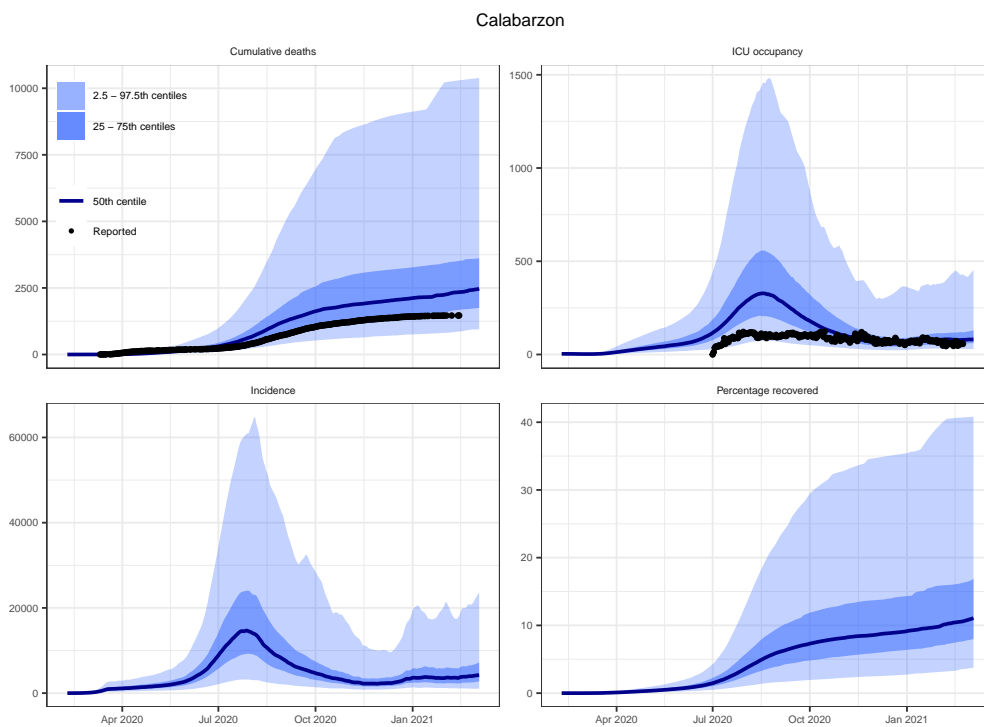 Calabarzon
Cumulative deaths
10000
7500
5000
2500
0
2.5 – 97.5th centiles
25 – 75th centiles
50th centile
Reported
ICU occupancy
1500
1000
500
0
Incidence
60000
40000
20000
0
Apr 2020 Jul 2020 Oct 2020 Jan 2021
Percentage recovered
40
30
20
10
0
Apr 2020 Jul 2020 Oct 2020 Jan 2021